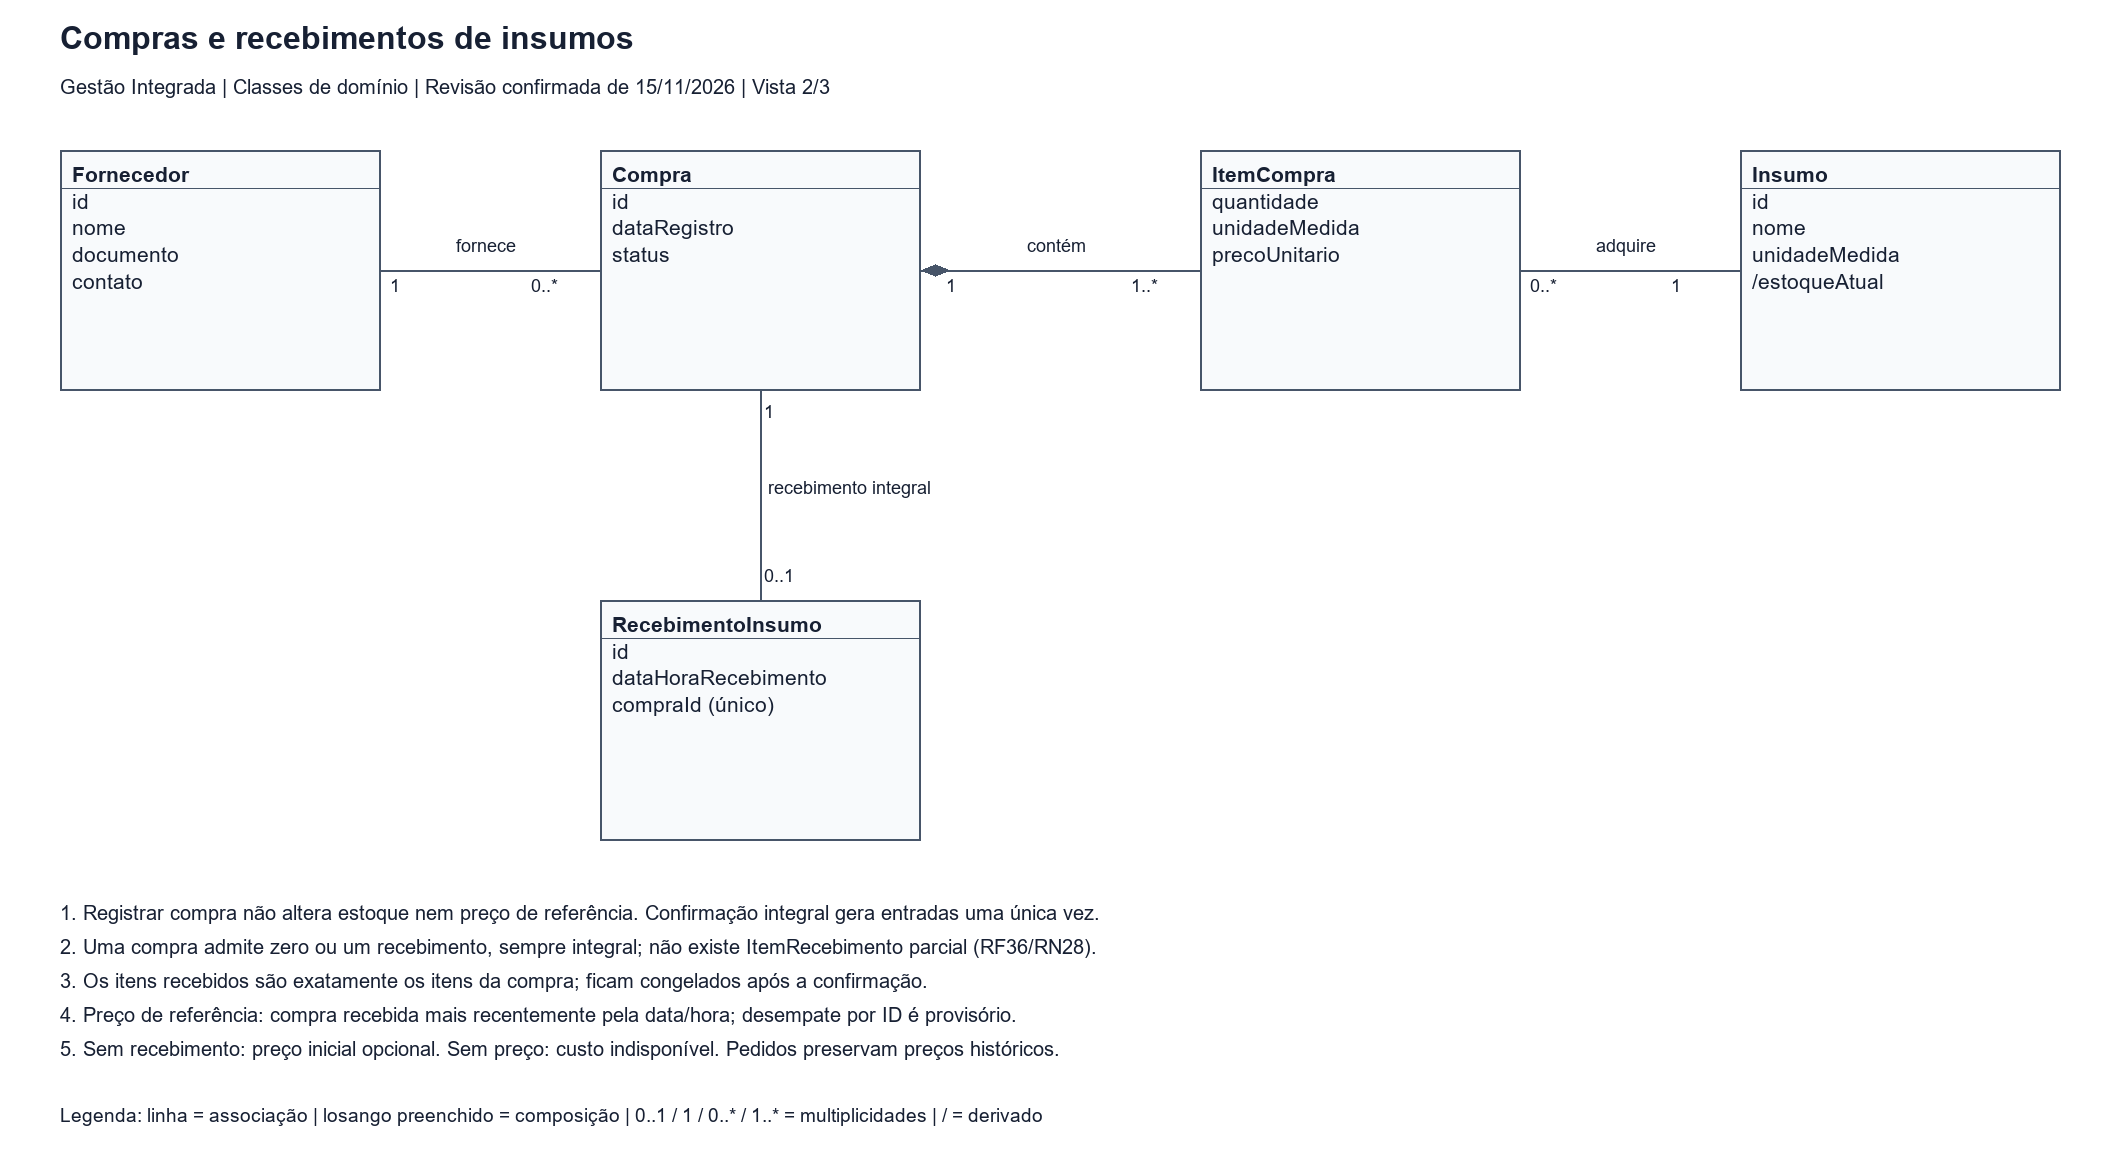 Compras e recebimentos de insumos
Gestão Integrada | Classes de domínio | Revisão confirmada de 15/11/2026 | Vista 2/3
Fornecedor
id
nome
documento
contato
fornece
1
0..*
Compra
id
dataRegistro
status
contém
1
1..*
ItemCompra
quantidade
unidadeMedida
precoUnitario
adquire
0..*
1
Insumo
id
nome
unidadeMedida
/estoqueAtual
1
recebimento integral
0..1
RecebimentoInsumo
id
dataHoraRecebimento
compraId (único)
1. Registrar compra não altera estoque nem preço de referência. Confirmação integral gera entradas uma única vez.
2. Uma compra admite zero ou um recebimento, sempre integral; não existe ItemRecebimento parcial (RF36/RN28).
3. Os itens recebidos são exatamente os itens da compra; ficam congelados após a confirmação.
4. Preço de referência: compra recebida mais recentemente pela data/hora; desempate por ID é provisório.
5. Sem recebimento: preço inicial opcional. Sem preço: custo indisponível. Pedidos preservam preços históricos.
Legenda: linha = associação | losango preenchido = composição | 0..1 / 1 / 0..* / 1..* = multiplicidades | / = derivado